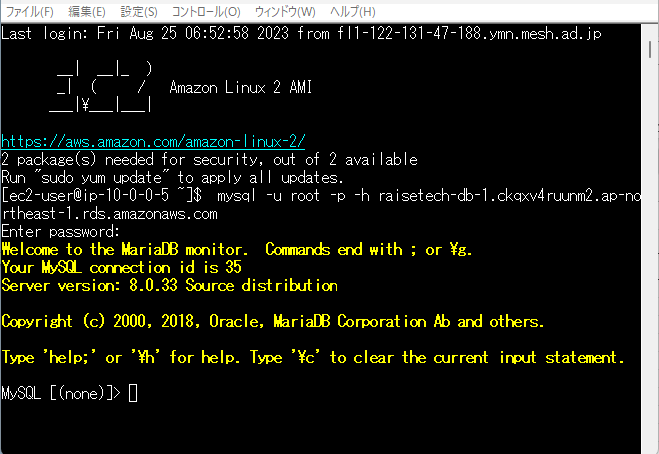 ファイル(F) 編集(E) 設定(S) コントロール(O) ウィンドウ(W) ヘルプ(H)
Last login: Fri Aug 25 06:52:58 2023 from fl1-122-131-47-188.ymn.mesh.ad.jp
__|  __|_  )
_|  (     /   Amazon Linux 2 AMI
___|¥___|___|
https://aws.amazon.com/amazon-linux-2/
2 package(s) needed for security, out of 2 available
Run "sudo yum update" to apply all updates.
[ec2-user@ip-10-0-0-5 ~]$  mysql -u root -p -h raisetech-db-1.ckqxv4ruunm2.ap-no
rtheast-1.rds.amazonaws.com
Enter password:
Welcome to the MariaDB monitor.  Commands end with ; or ¥g.
Your MySQL connection id is 35
Server version: 8.0.33 Source distribution
Copyright (c) 2000, 2018, Oracle, MariaDB Corporation Ab and others.
Type 'help;' or '¥h' for help. Type '¥c' to clear the current input statement.
MySQL [(none)]>